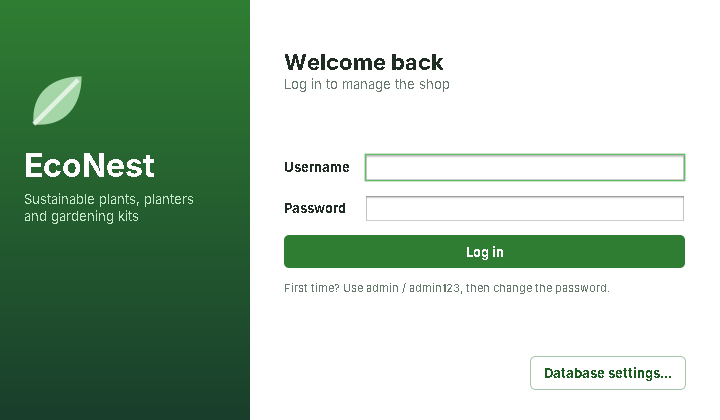 EcoNest
Sustainable plants, planters
and gardening kits
Welcome back
Log in to manage the shop
Username
Password
Log in
First time? Use admin / admin123, then change the password.
Database settings...